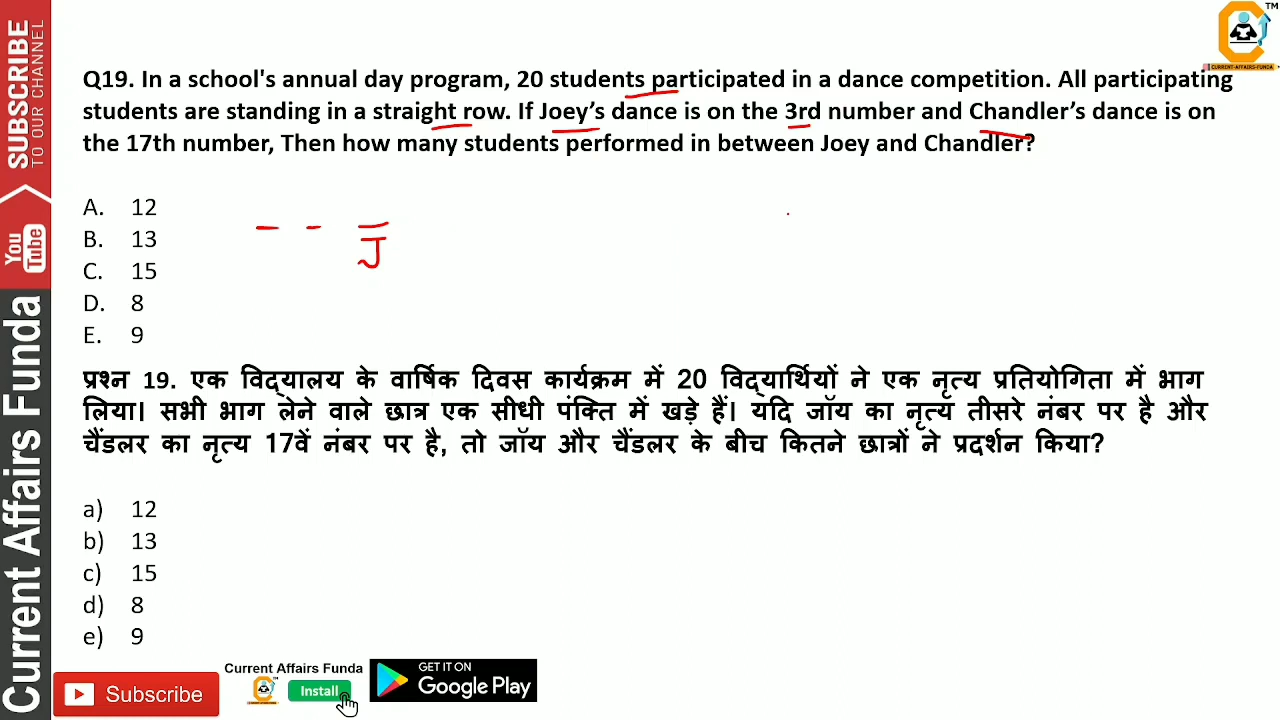 SUBSCRIBE
TO OUR CHANNEL
You Tube
Current Affairs Funda
TM
CURRENT-AFFAIRS-FUNDA
Q19. In a school's annual day program, 20 students participated in a dance competition. All participating
students are standing in a straight row. If Joey’s dance is on the 3rd number and Chandler’s dance is on
the 17th number, Then how many students performed in between Joey and Chandler?
A. 12
B. 13
C. 15
D. 8
E. 9
J
प्रश्न 19. एक विद्यालय के वार्षिक दिवस कार्यक्रम में 20 विद्यार्थियों ने एक नृत्य प्रतियोगिता में भाग
लिया। सभी भाग लेने वाले छात्र एक सीधी पंक्ति में खड़े हैं। यदि जॉय का नृत्य तीसरे नंबर पर है और
चैंडलर का नृत्य 17वें नंबर पर है, तो जॉय और चैंडलर के बीच कितने छात्रों ने प्रदर्शन किया?
a) 12
b) 13
c) 15
d) 8
e) 9
Subscribe
Current Affairs Funda
Install
GET IT ON
Google Play